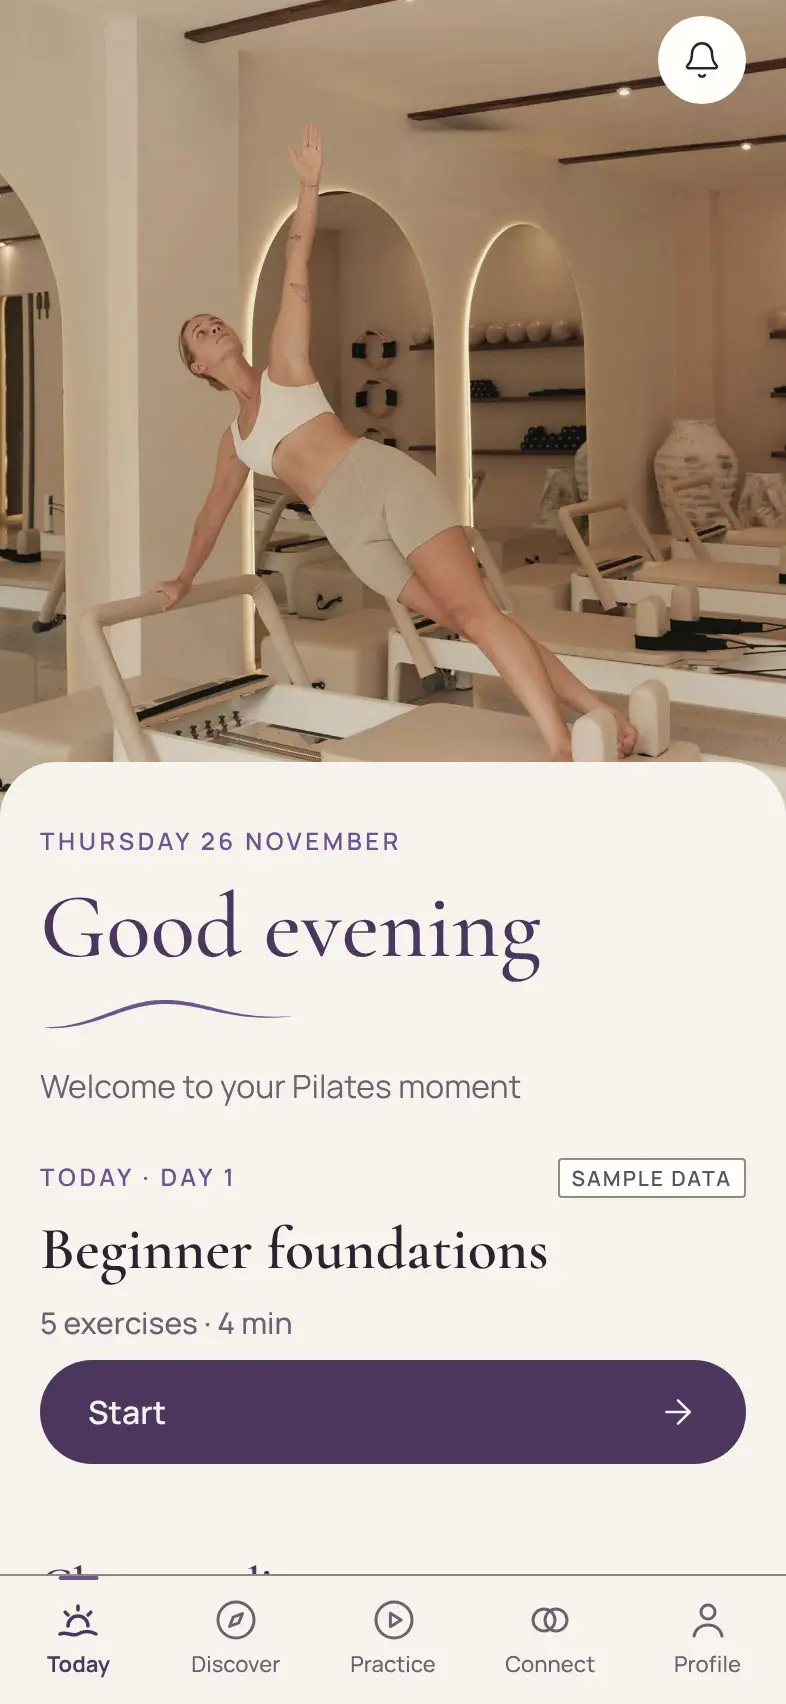 THURSDAY 26 NOVEMBER
Good evening
Welcome to your Pilates moment
TODAY · DAY 1
SAMPLE DATA
Beginner foundations
5 exercises · 4 min
Start
Today
Discover
Practice
Connect
Profile